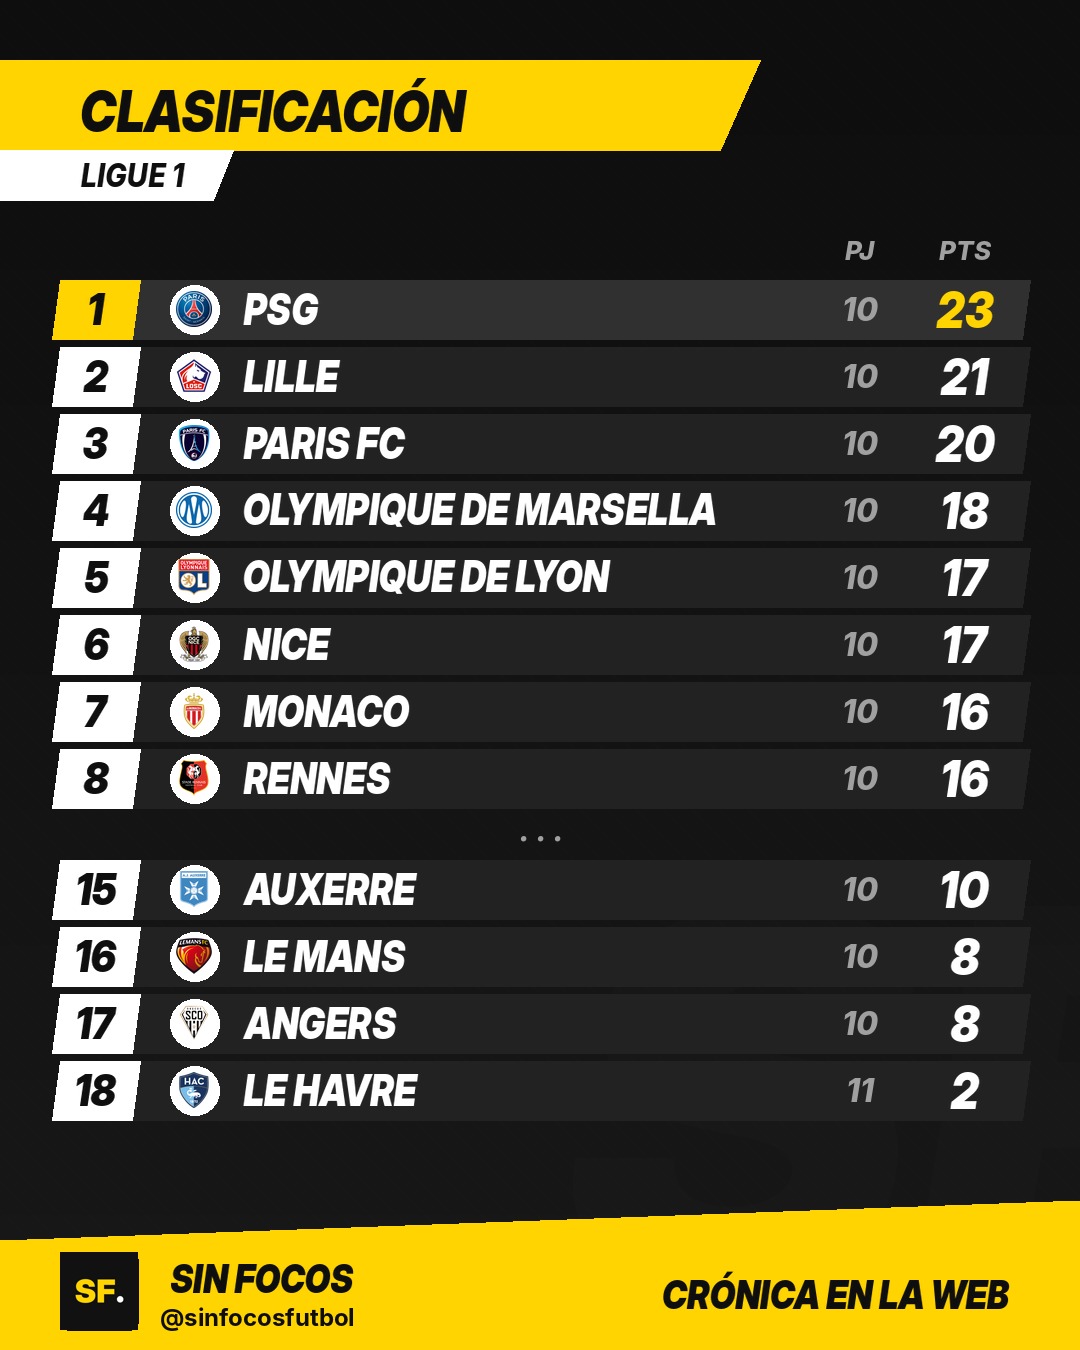 CLASIFICACIÓN
LIGUE 1
PJ PTS
1 PSG 10 23
2 LILLE 10 21
3 PARIS FC 10 20
4 OLYMPIQUE DE MARSELLA 10 18
5 OLYMPIQUE DE LYON 10 17
6 NICE 10 17
7 MONACO 10 16
8 RENNES 10 16
...
15 AUXERRE 10 10
16 LE MANS 10 8
17 ANGERS 10 8
18 LE HAVRE 11 2
SF. SIN FOCOS
@sinfocosfutbol
CRÓNICA EN LA WEB